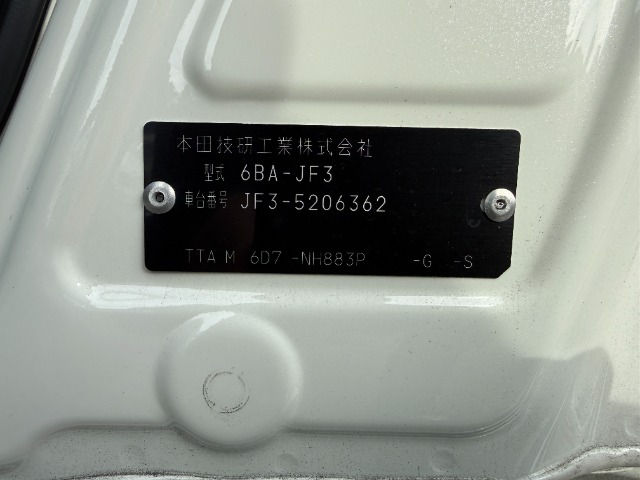 本田技研工業株式会社
型式 6BA-JF3
車台番号 JF3-5206362
TTA M 6D7 -NH883P -G -S